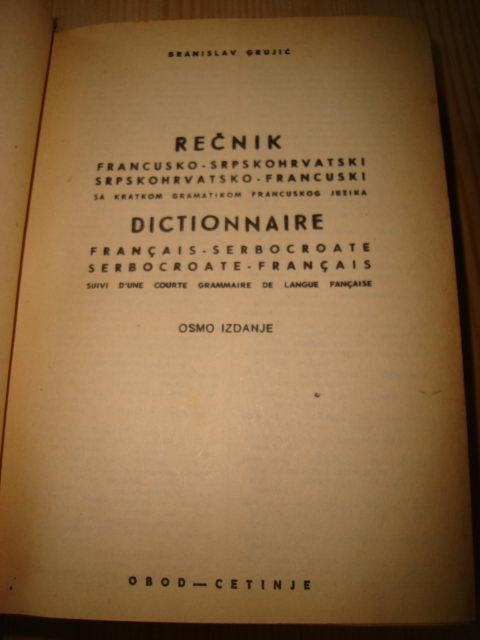 BRANISLAV GRUJIĆ
REČNIK
FRANCUSKO-SRPSKOHRVATSKI
SRPSKOHRVATSKO-FRANCUSKI
SA KRATKOM GRAMATIKOM FRANCUSKOG JEZIKA
DICTIONNAIRE
FRANÇAIS-SERBOCROATE
SERBOCROATE-FRANÇAIS
SUIVI D'UNE COURTE GRAMMAIRE DE LANGUE FANÇAISE
OSMO IZDANJE
OBOD—CETINJE